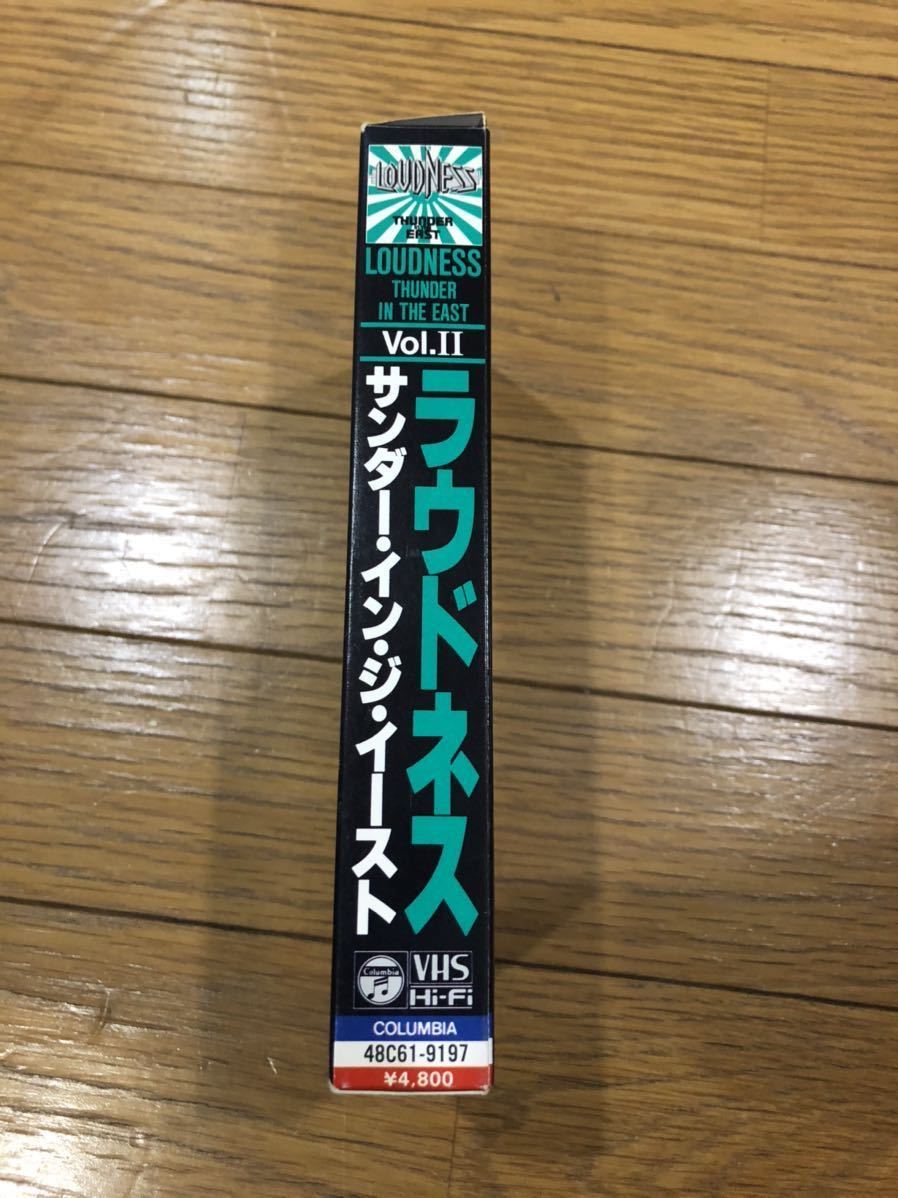 LOUDNESS
THUNDER
IN THE
EAST
LOUDNESS
THUNDER
IN THE EAST
Vol.II
ラウドネス
サンダー・イン・ジ・イースト
Columbia
VHS
Hi-Fi
COLUMBIA
48C61-9197
¥4,800